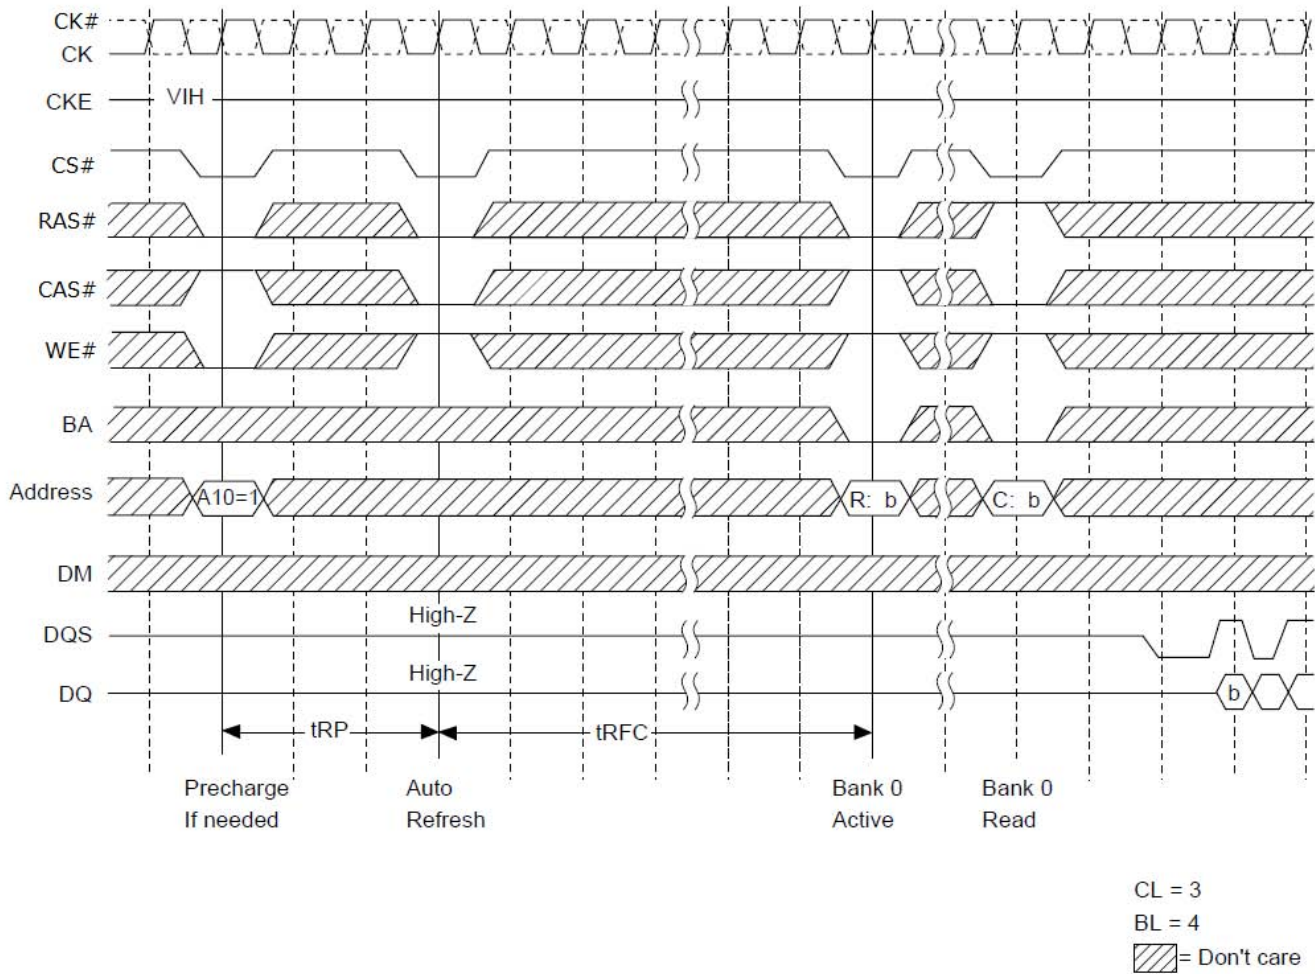 CK#
CK
CKE
VIH
CS#
RAS#
CAS#
WE#
BA
Address
A10=1
R: b
C: b
DM
High-Z
DQS
High-Z
DQ
b
tRP
tRFC
Precharge
If needed
Auto
Refresh
Bank 0
Active
Bank 0
Read
CL = 3
BL = 4
= Don't care